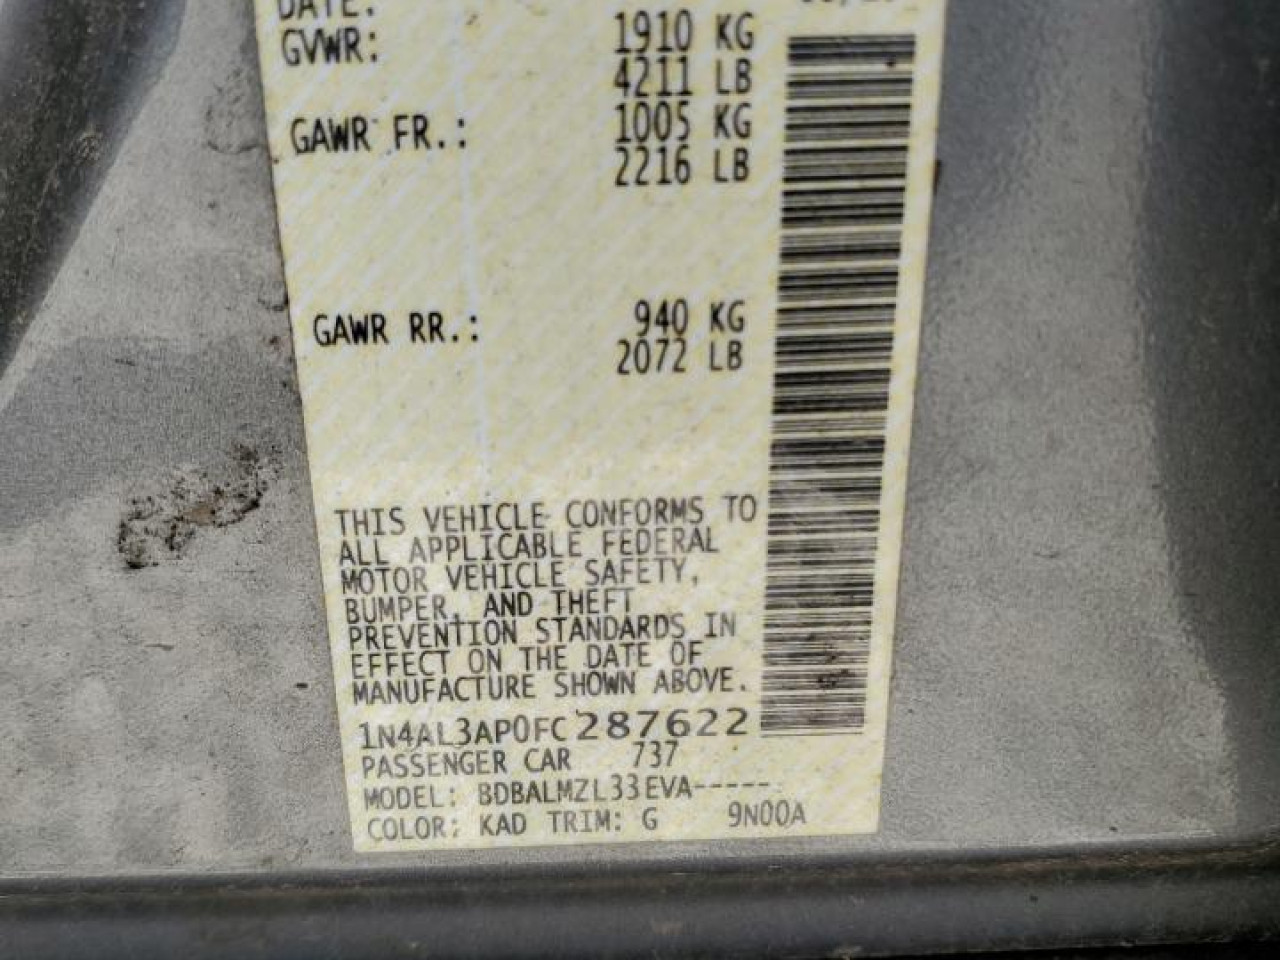 DATE:
GVWR: 1910 KG
4211 LB
GAWR FR.: 1005 KG
2216 LB
GAWR RR.: 940 KG
2072 LB
THIS VEHICLE CONFORMS TO
ALL APPLICABLE FEDERAL
MOTOR VEHICLE SAFETY,
BUMPER, AND THEFT
PREVENTION STANDARDS IN
EFFECT ON THE DATE OF
MANUFACTURE SHOWN ABOVE.
1N4AL3AP0FC287622
PASSENGER CAR 737
MODEL: BDBALMZL33EVA-----
COLOR: KAD TRIM: G 9N00A